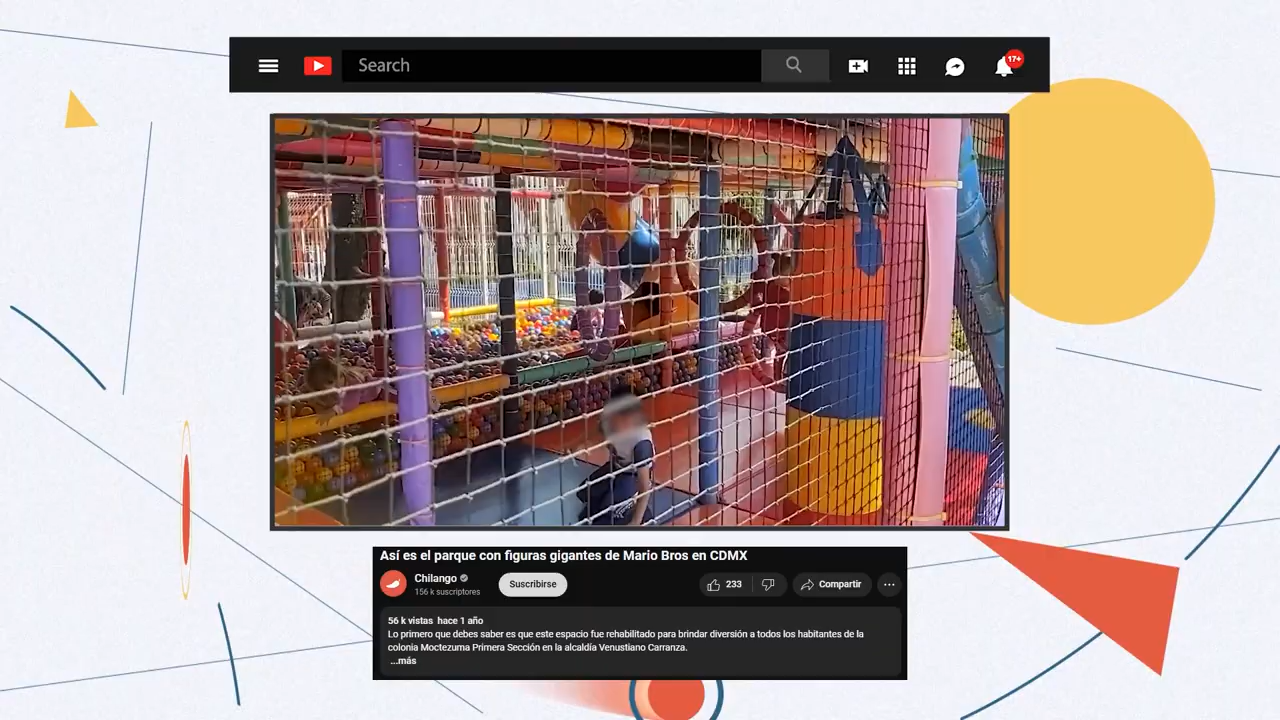 Search
17+
Así es el parque con figuras gigantes de Mario Bros en CDMX
Chilango
156 k suscriptores
Suscribirse
233
Compartir
56 k vistas hace 1 año
Lo primero que debes saber es que este espacio fue rehabilitado para brindar diversión a todos los habitantes de la
colonia Moctezuma Primera Sección en la alcaldía Venustiano Carranza.
...más